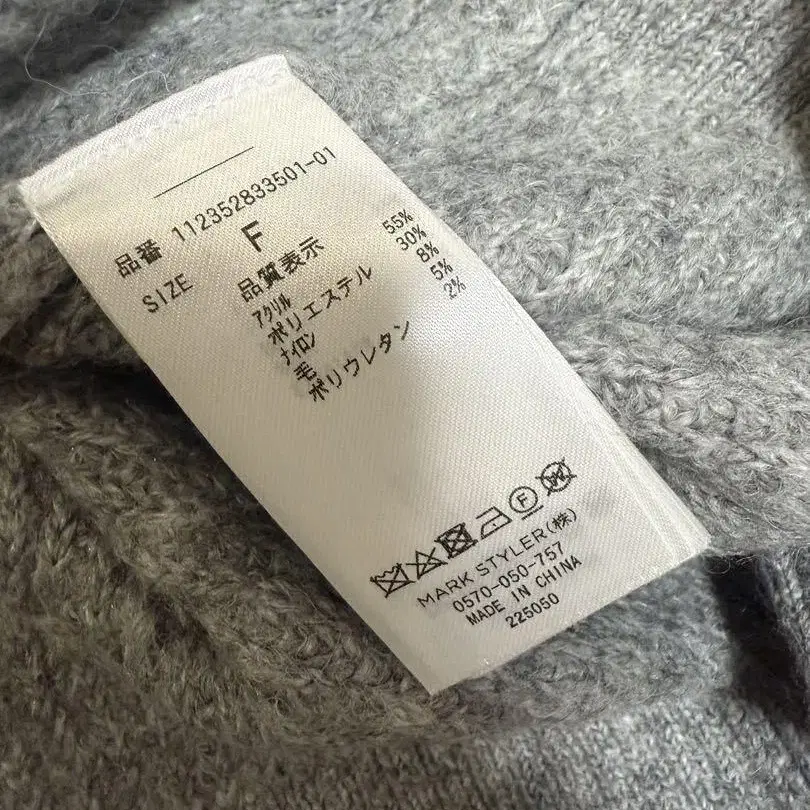 品番 112352833501-01
SIZE F
品質表示
アクリル 55%
ポリエステル 30%
ナイロン 8%
毛 5%
ポリウレタン 2%
MARK STYLER(株)
0570-050-757
MADE IN CHINA
225050